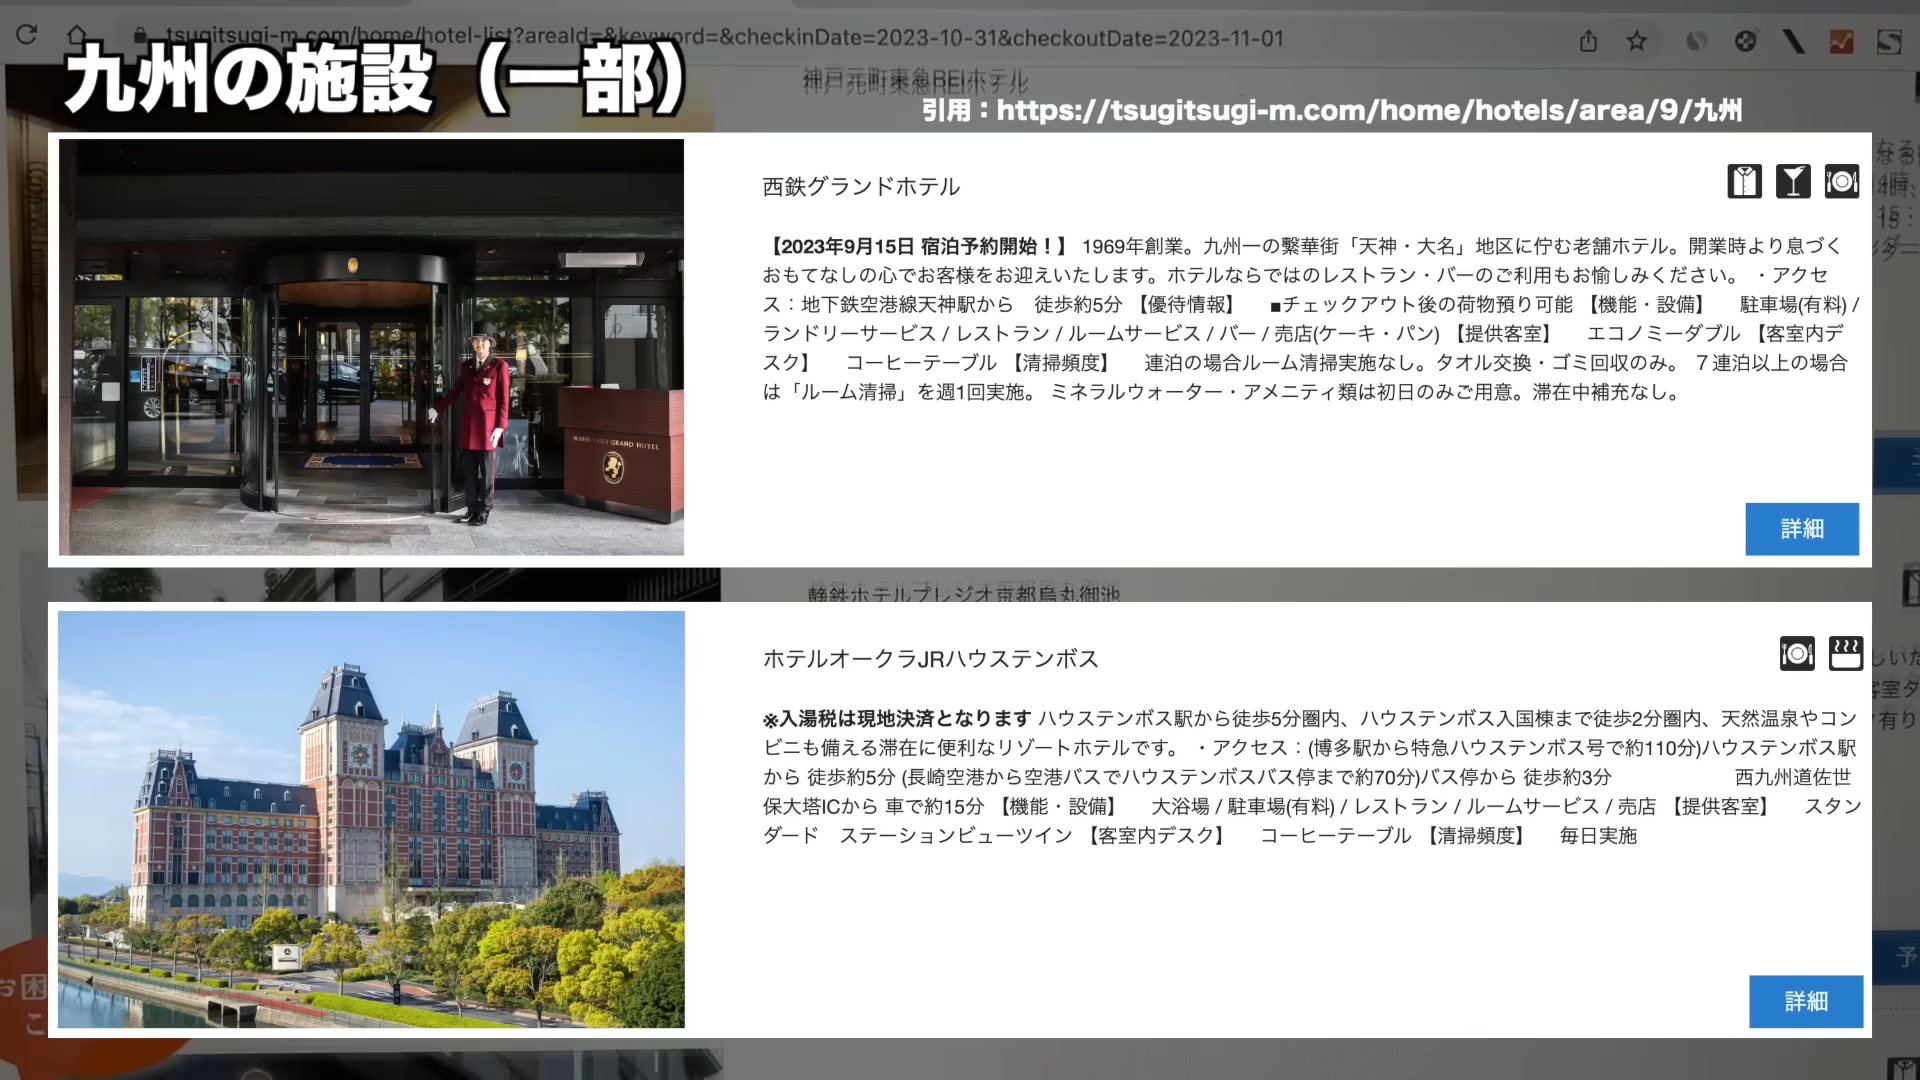 tsugitsugi-m.com/home/hotel-list?areaId=&keyword=&checkinDate=2023-10-31&checkoutDate=2023-11-01
九州の施設（一部）
神戸元町東急REIホテル
引用：https://tsugitsugi-m.com/home/hotels/area/9/九州
西鉄グランドホテル
【2023年9月15日 宿泊予約開始！】 1969年創業。九州一の繋華街「天神・大名」地区に佇む老舗ホテル。開業時より息づく
おもてなしの心でお客様をお迎えいたします。ホテルならではのレストラン・バーのご利用もお愉しみください。 ・アクセ
ス：地下鉄空港線天神駅から　徒歩約5分 【優待情報】　■チェックアウト後の荷物預り可能 【機能・設備】　駐車場(有料) /
ランドリーサービス / レストラン / ルームサービス / バー / 売店(ケーキ・パン) 【提供客室】　エコノミーダブル 【客室内デ
スク】　コーヒーテーブル 【清掃頻度】　連泊の場合ルーム清掃実施なし。タオル交換・ゴミ回収のみ。 ７連泊以上の場合
は「ルーム清掃」を週1回実施。 ミネラルウォーター・アメニティ類は初日のみご用意。滞在中補充なし。
NISHITETSU GRAND HOTEL
詳細
静鉄ホテルプレジオ京都烏丸御池
ホテルオークラJRハウステンボス
※入湯税は現地決済となります ハウステンボス駅から徒歩5分圏内、ハウステンボス入国棟まで徒歩2分圏内、天然温泉やコン
ビニも備える滞在に便利なリゾートホテルです。 ・アクセス：(博多駅から特急ハウステンボス号で約110分)ハウステンボス駅
から 徒歩約5分 (長崎空港から空港バスでハウステンボスバス停まで約70分)バス停から 徒歩約3分　西九州道佐世
保大塔ICから 車で約15分 【機能・設備】　大浴場 / 駐車場(有料) / レストラン / ルームサービス / 売店 【提供客室】　スタン
ダード　ステーションビューツイン 【客室内デスク】　コーヒーテーブル 【清掃頻度】　毎日実施
詳細
お困
こ
予